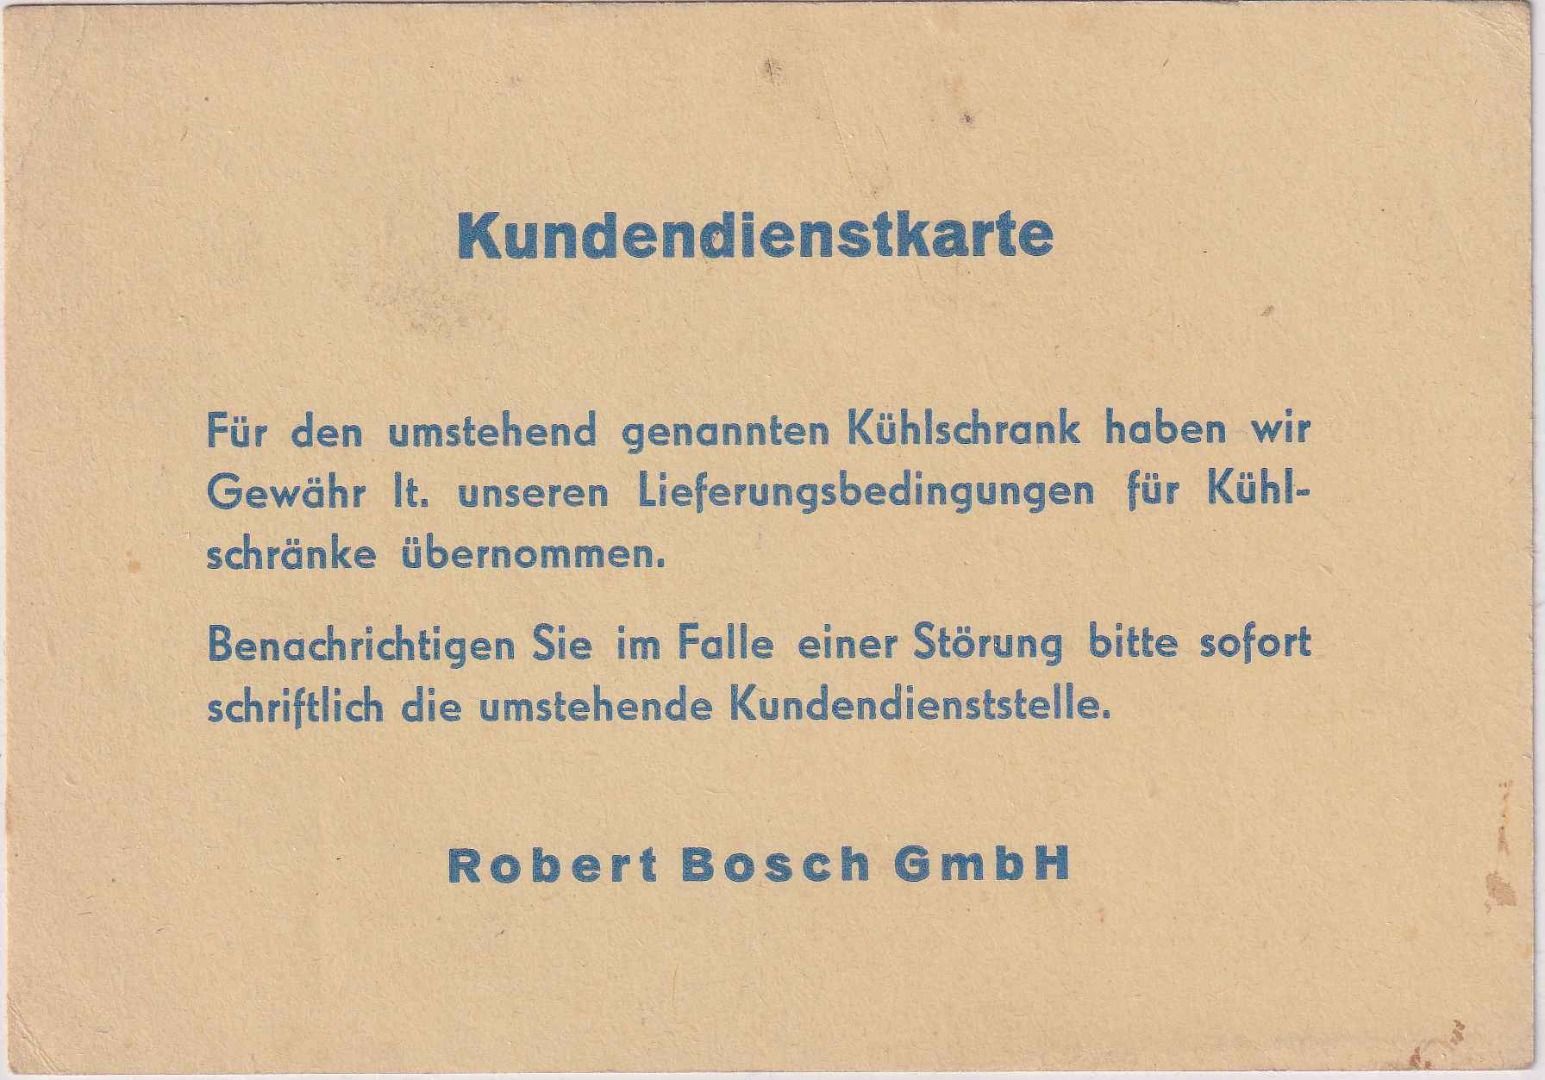 Kundendienstkarte
Für den umstehend genannten Kühlschrank haben wir
Gewähr lt. unseren Lieferungsbedingungen für Kühl-
schränke übernommen.
Benachrichtigen Sie im Falle einer Störung bitte sofort
schriftlich die umstehende Kundendienststelle.
Robert Bosch GmbH